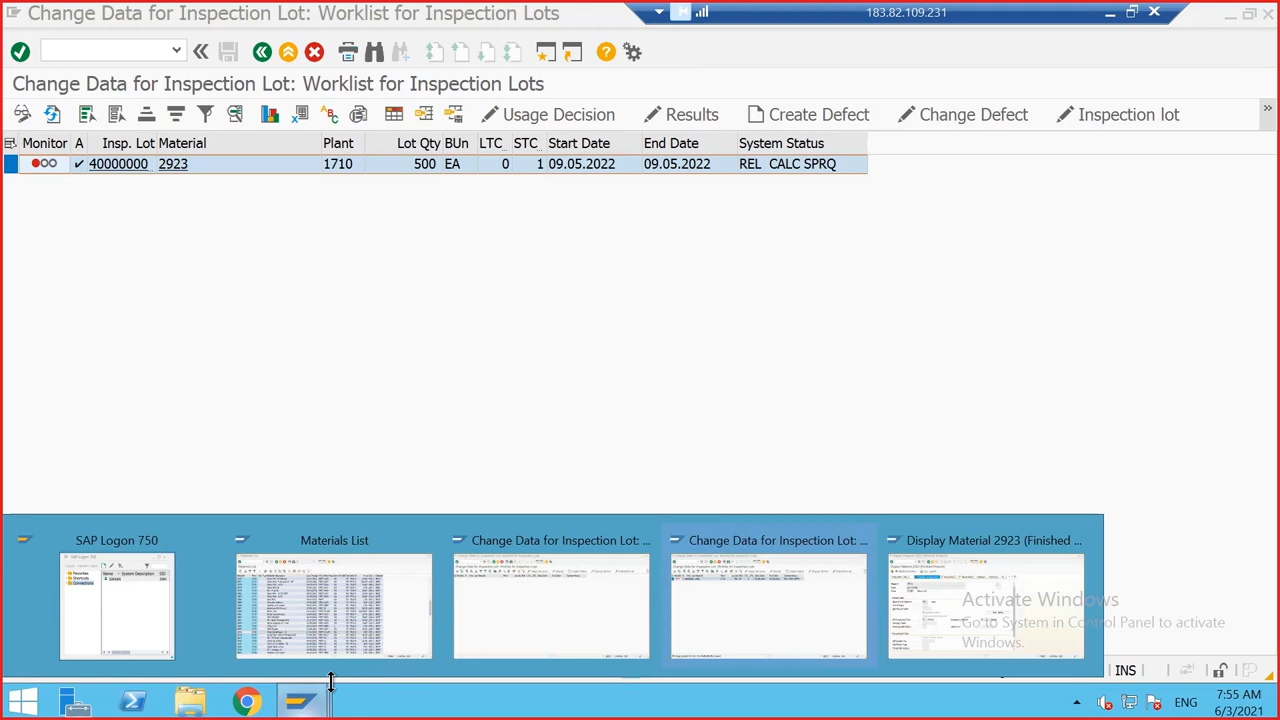 Change Data for Inspection Lot: Worklist for Inspection Lots
183.82.109.231
Change Data for Inspection Lot: Worklist for Inspection Lots
Usage Decision Results Create Defect Change Defect Inspection lot
Monitor A Insp. Lot Material Plant Lot Qty BUn LTC STC Start Date End Date System Status
40000000 2923 1710 500 EA 0 1 09.05.2022 09.05.2022 REL CALC SPRQ
SAP Logon 750 Materials List Change Data for Inspection Lot: ... Change Data for Inspection Lot: ... Display Material 2923 (Finished ...
Activate Windows
Go to System in Control Panel to activate
Windows.
INS
ENG
7:55 AM
6/3/2021